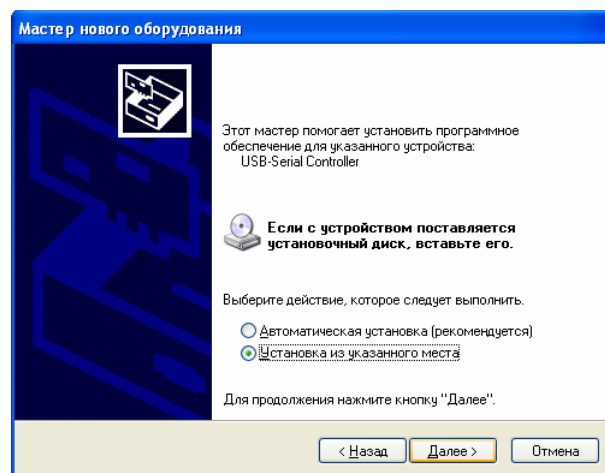 Мастер нового оборудования
Этот мастер помогает установить программное
обеспечение для указанного устройства:
USB-Serial Controller
Если с устройством поставляется
установочный диск, вставьте его.
Выберите действие, которое следует выполнить.
Автоматическая установка (рекомендуется)
Установка из указанного места
Для продолжения нажмите кнопку "Далее".
< Назад Далее > Отмена